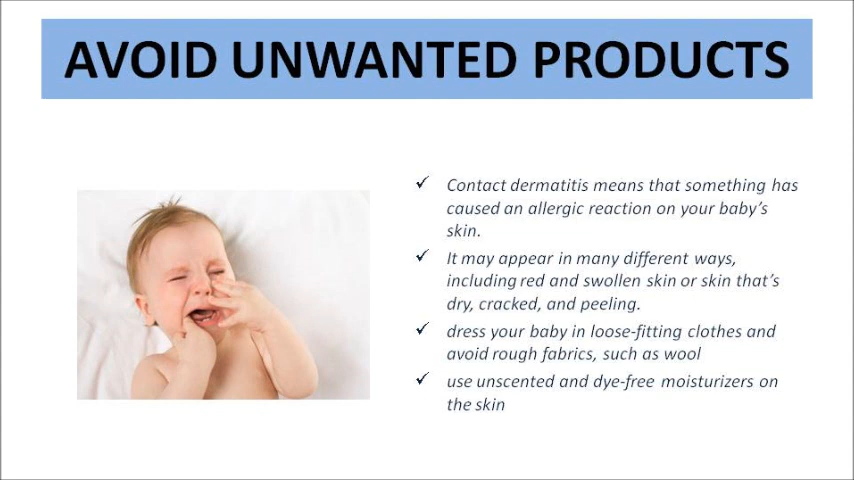 AVOID UNWANTED PRODUCTS
✓ Contact dermatitis means that something has
caused an allergic reaction on your baby's
skin.
✓ It may appear in many different ways,
including red and swollen skin or skin that's
dry, cracked, and peeling.
✓ dress your baby in loose-fitting clothes and
avoid rough fabrics, such as wool
✓ use unscented and dye-free moisturizers on
the skin